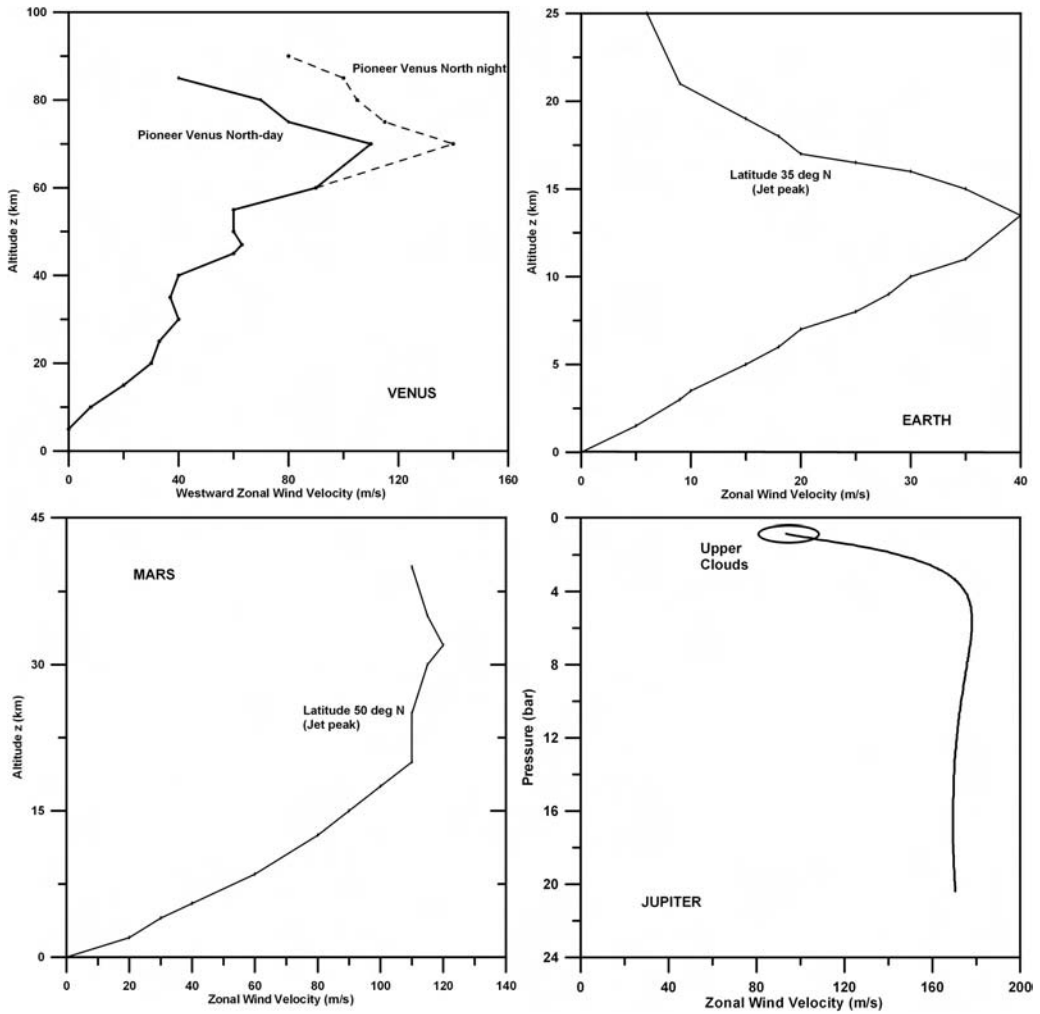 100
80
60
40
20
0
Altitude z (km)
Pioneer Venus North night
Pioneer Venus North-day
VENUS
0
40
80
120
160
Westward Zonal Wind Velocity (m/s)
25
20
15
10
5
0
Altitude z (km)
Latitude 35 deg N
(Jet peak)
EARTH
0
10
20
30
40
Zonal Wind Velocity (m/s)
45
30
15
0
Altitude z (km)
MARS
Latitude 50 deg N
(Jet peak)
0
20
40
60
80
100
120
140
Zonal Wind Velocity (m/s)
0
4
8
12
16
20
24
Pressure (bar)
Upper
Clouds
JUPITER
0
40
80
120
160
200
Zonal Wind Velocity (m/s)